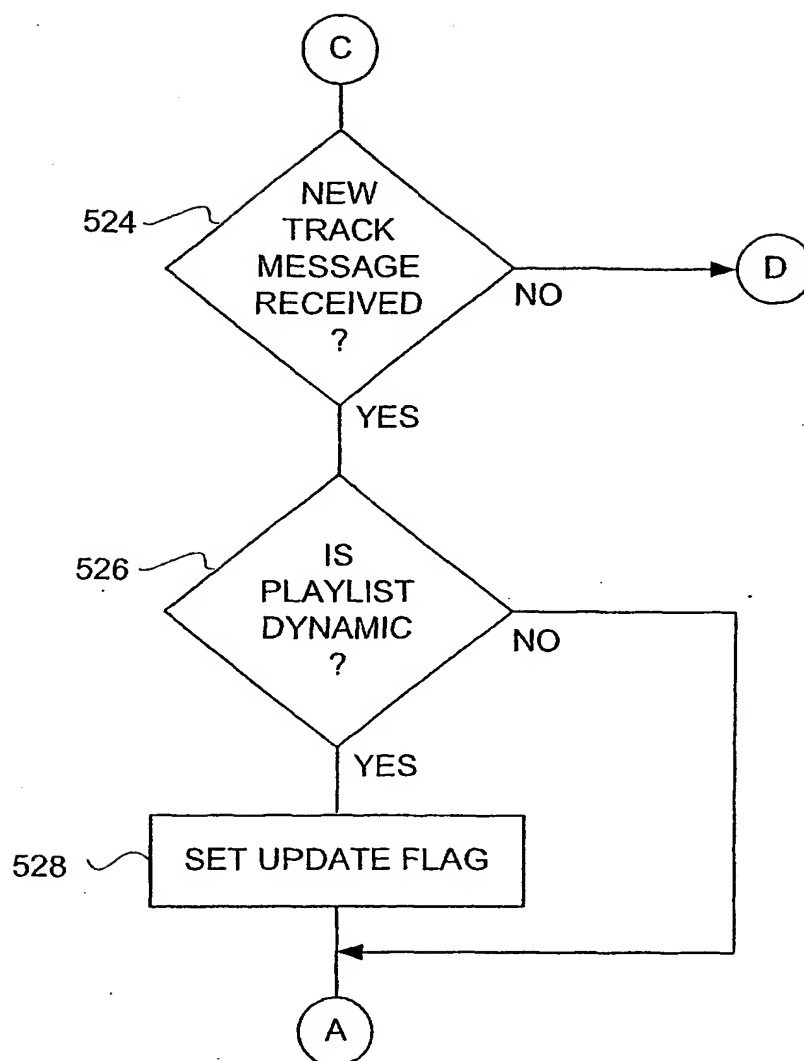 C
524
NEW
TRACK
MESSAGE
RECEIVED
?
NO
D
YES
526
IS
PLAYLIST
DYNAMIC
?
NO
YES
528
SET UPDATE FLAG
A